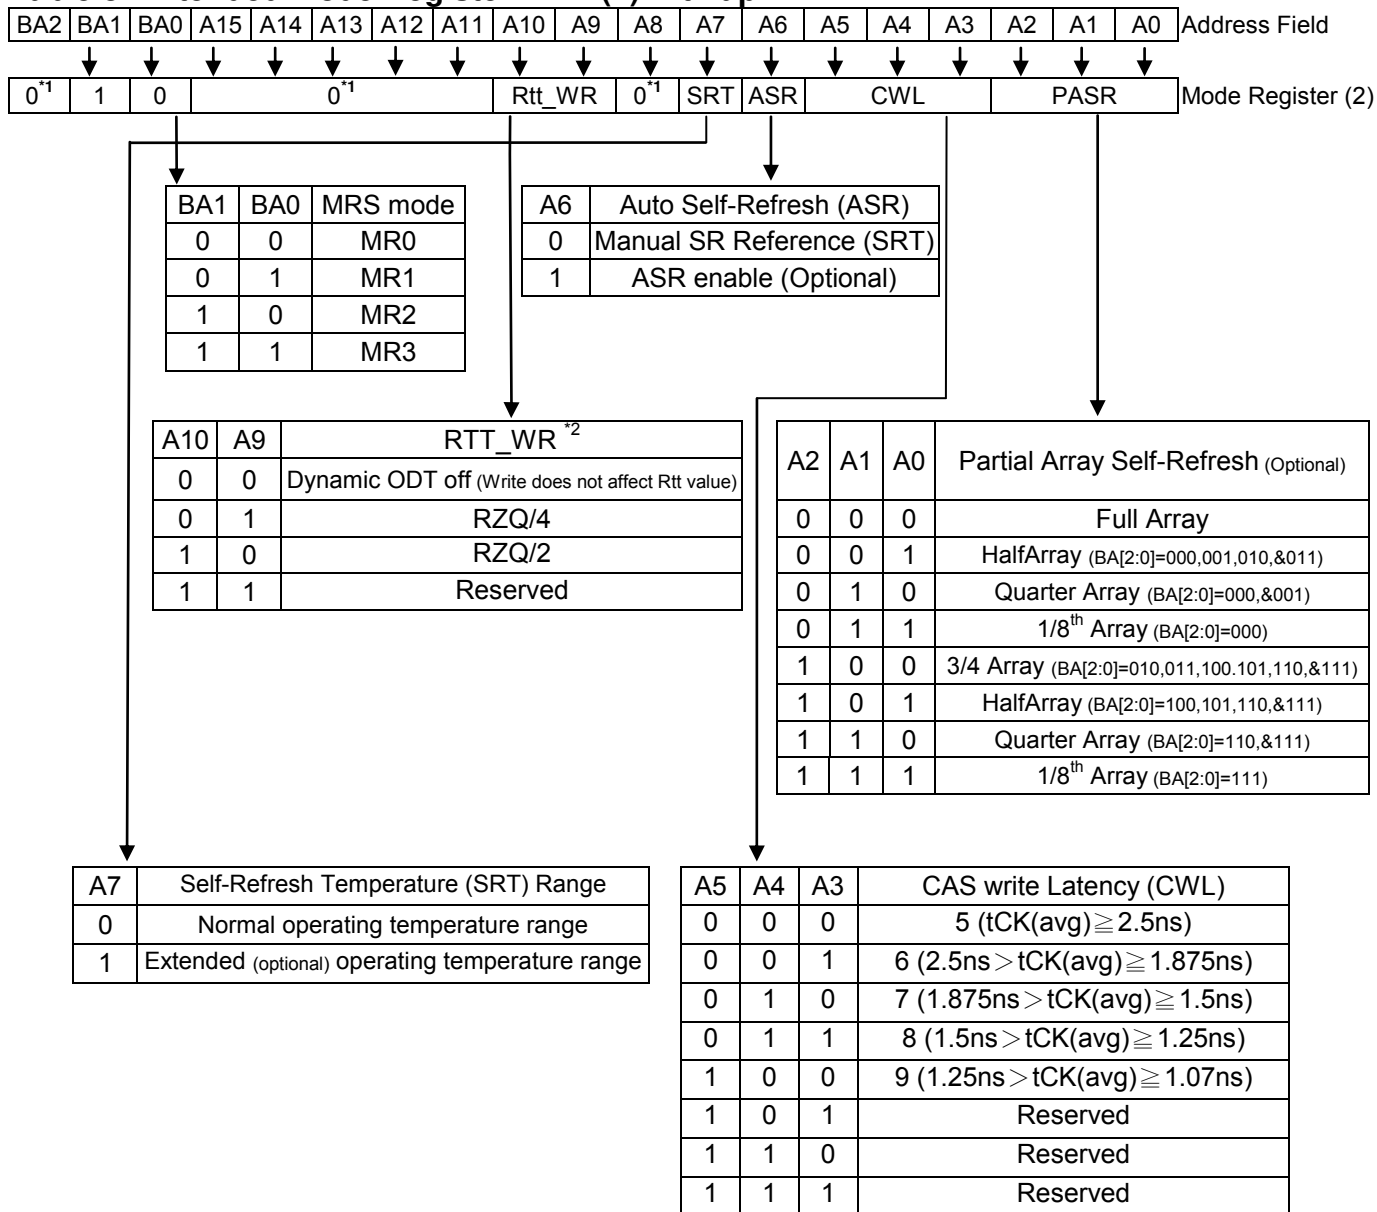 BA2 BA1 BA0 A15 A14 A13 A12 A11 A10 A9 A8 A7 A6 A5 A4 A3 A2 A1 A0 Address Field
0*1 1 0 0*1 Rtt_WR 0*1 SRT ASR CWL PASR Mode Register (2)
BA1 BA0 MRS mode
0 0 MR0
0 1 MR1
1 0 MR2
1 1 MR3
A6 Auto Self-Refresh (ASR)
0 Manual SR Reference (SRT)
1 ASR enable (Optional)
A10 A9 RTT_WR *2
0 0 Dynamic ODT off (Write does not affect Rtt value)
0 1 RZQ/4
1 0 RZQ/2
1 1 Reserved
A2 A1 A0 Partial Array Self-Refresh (Optional)
0 0 0 Full Array
0 0 1 HalfArray (BA[2:0]=000,001,010,&011)
0 1 0 Quarter Array (BA[2:0]=000,&001)
0 1 1 1/8th Array (BA[2:0]=000)
1 0 0 3/4 Array (BA[2:0]=010,011,100.101,110,&111)
1 0 1 HalfArray (BA[2:0]=100,101,110,&111)
1 1 0 Quarter Array (BA[2:0]=110,&111)
1 1 1 1/8th Array (BA[2:0]=111)
A7 Self-Refresh Temperature (SRT) Range
0 Normal operating temperature range
1 Extended (optional) operating temperature range
A5 A4 A3 CAS write Latency (CWL)
0 0 0 5 (tCK(avg)≧2.5ns)
0 0 1 6 (2.5ns>tCK(avg)≧1.875ns)
0 1 0 7 (1.875ns>tCK(avg)≧1.5ns)
0 1 1 8 (1.5ns>tCK(avg)≧1.25ns)
1 0 0 9 (1.25ns>tCK(avg)≧1.07ns)
1 0 1 Reserved
1 1 0 Reserved
1 1 1 Reserved